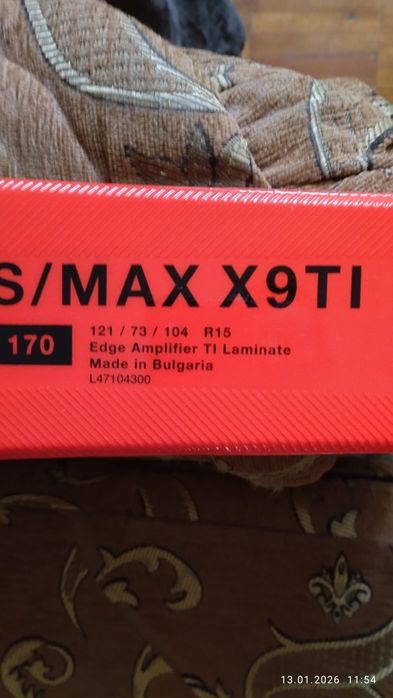 S/MAX X9TI
170
121 / 73 / 104 R15
Edge Amplifier TI Laminate
Made in Bulgaria
L47104300
13.01.2026 11:54